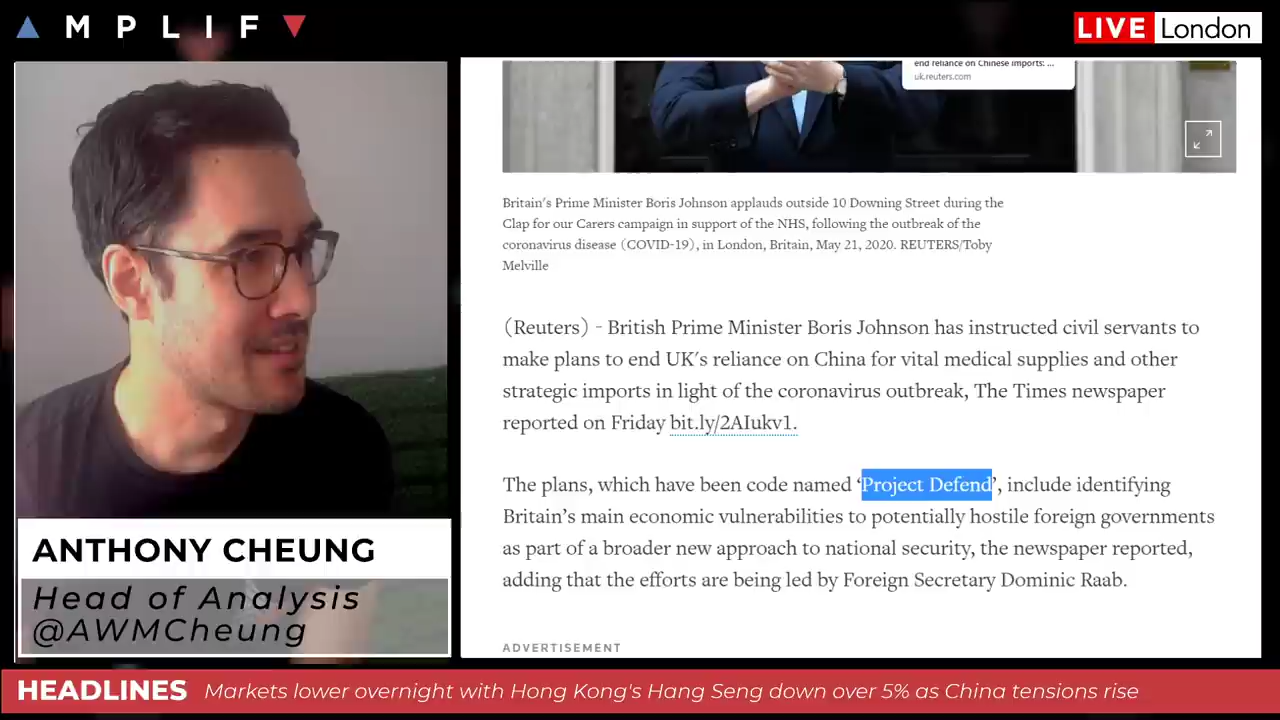 AMPLIFY
LIVE London
end reliance on Chinese imports: ...
uk.reuters.com
Britain's Prime Minister Boris Johnson applauds outside 10 Downing Street during the
Clap for our Carers campaign in support of the NHS, following the outbreak of the
coronavirus disease (COVID-19), in London, Britain, May 21, 2020. REUTERS/Toby
Melville
(Reuters) - British Prime Minister Boris Johnson has instructed civil servants to
make plans to end UK's reliance on China for vital medical supplies and other
strategic imports in light of the coronavirus outbreak, The Times newspaper
reported on Friday bit.ly/2AIukv1.
The plans, which have been code named ‘Project Defend’, include identifying
Britain’s main economic vulnerabilities to potentially hostile foreign governments
as part of a broader new approach to national security, the newspaper reported,
adding that the efforts are being led by Foreign Secretary Dominic Raab.
ADVERTISEMENT
ANTHONY CHEUNG
Head of Analysis
@AWMCheung
HEADLINES Markets lower overnight with Hong Kong's Hang Seng down over 5% as China tensions rise